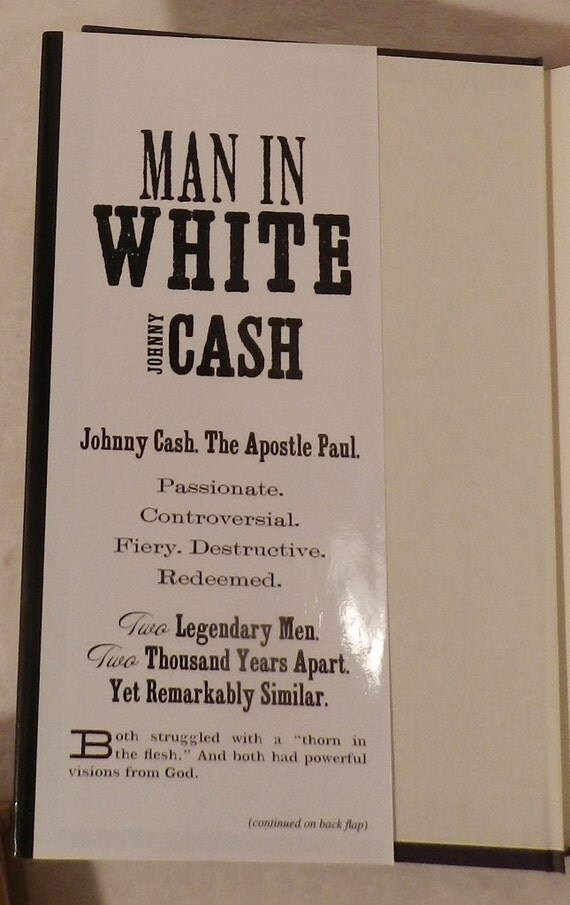 MAN IN
WHITE
JOHNNY CASH
Johnny Cash. The Apostle Paul.
Passionate.
Controversial.
Fiery. Destructive.
Redeemed.
Two Legendary Men.
Two Thousand Years Apart.
Yet Remarkably Similar.
Both struggled with a "thorn in
the flesh." And both had powerful
visions from God.
(continued on back flap)